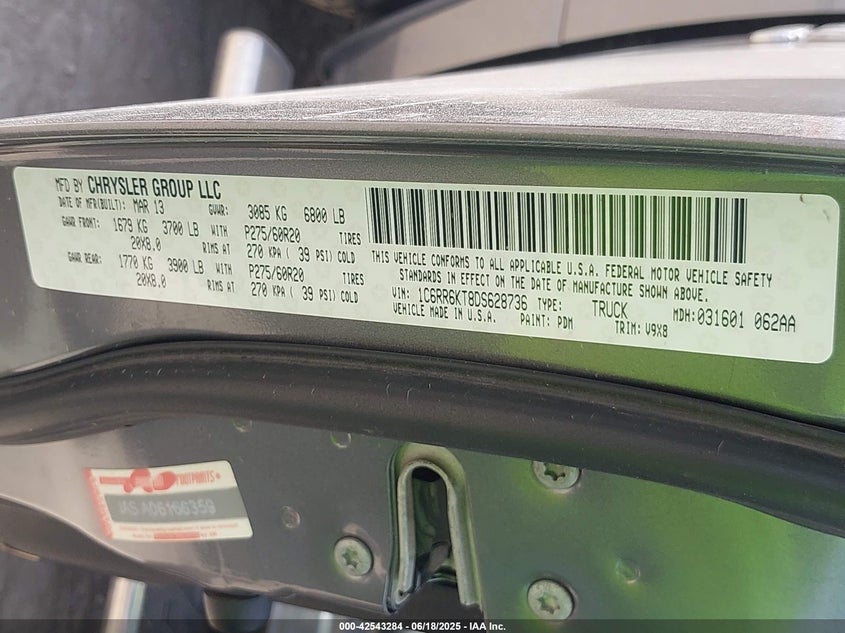 MFD BY CHRYSLER GROUP LLC
DATE OF MFR(BUILT): MAR 13 GVWR: 3085 KG 6800 LB
GAWR FRONT: 1679 KG 3700 LB WITH P275/60R20 TIRES
20X8.0 RIMS AT 270 KPA ( 39 PSI) COLD
GAWR REAR: 1770 KG 3900 LB WITH P275/60R20 TIRES
20X8.0 RIMS AT 270 KPA ( 39 PSI) COLD
THIS VEHICLE CONFORMS TO ALL APPLICABLE U.S.A. FEDERAL MOTOR VEHICLE SAFETY
STANDARDS IN EFFECT ON THE DATE OF MANUFACTURE SHOWN ABOVE.
VIN: 1C6RR6KT8DS628736 TYPE: TRUCK MDH:031601 062AA
VEHICLE MADE IN U.S.A. PAINT: PDM TRIM: V9X8
FOOTPRINTS
IAS A06166359
000-42543284 | 06/18/2025 | IAA Inc.